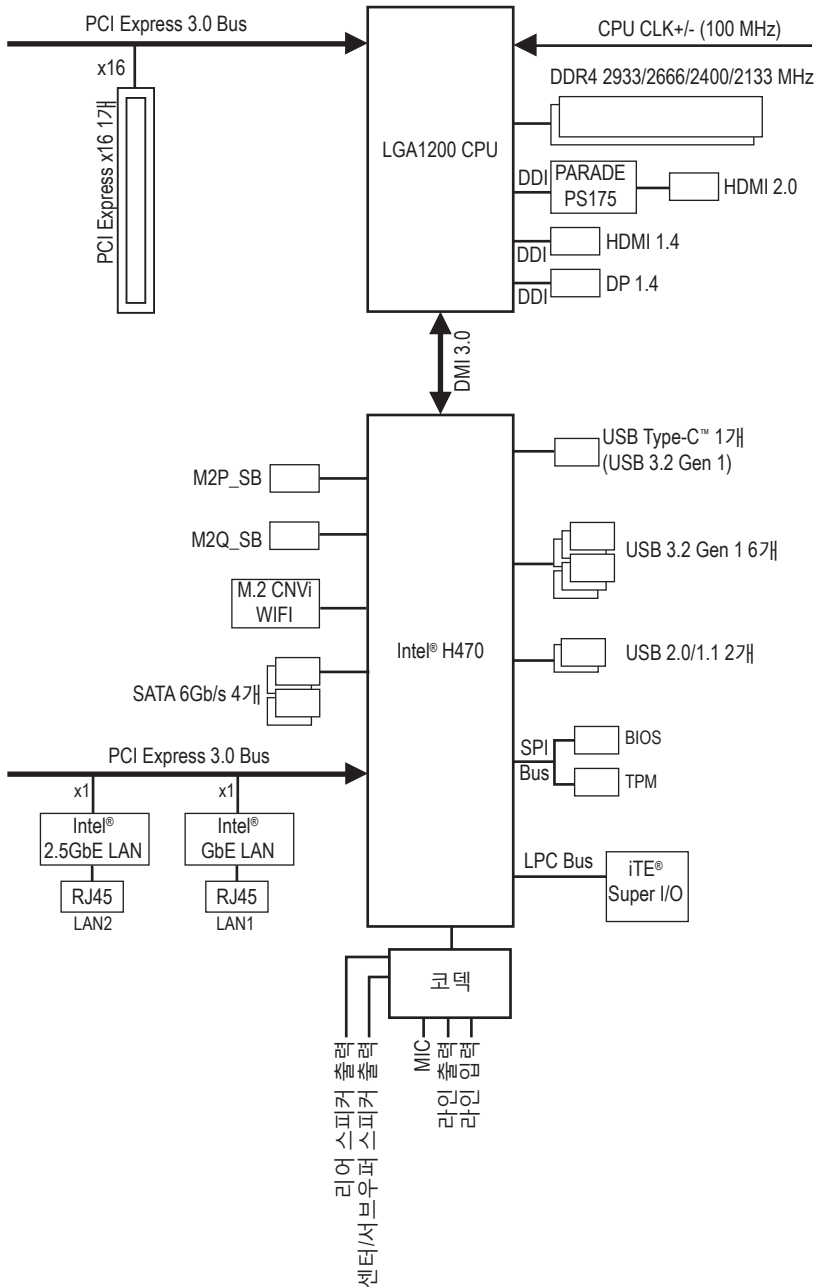 PCI Express 3.0 Bus
CPU CLK+/- (100 MHz)
x16
PCI Express x16 1개
DDR4 2933/2666/2400/2133 MHz
LGA1200 CPU
DDI
PARADE
PS175
HDMI 2.0
HDMI 1.4
DDI
DP 1.4
DDI
DMI 3.0
USB Type-C™ 1개
(USB 3.2 Gen 1)
M2P_SB
M2Q_SB
USB 3.2 Gen 1 6개
M.2 CNVi
WIFI
Intel® H470
USB 2.0/1.1 2개
SATA 6Gb/s 4개
PCI Express 3.0 Bus
SPI
Bus
BIOS
TPM
x1
x1
Intel®
2.5GbE LAN
Intel®
GbE LAN
LPC Bus
iTE®
Super I/O
RJ45
RJ45
LAN2
LAN1
코덱
리어 스피커 출력
센터/서브우퍼 스피커 출력
MIC
라인 출력
라인 입력